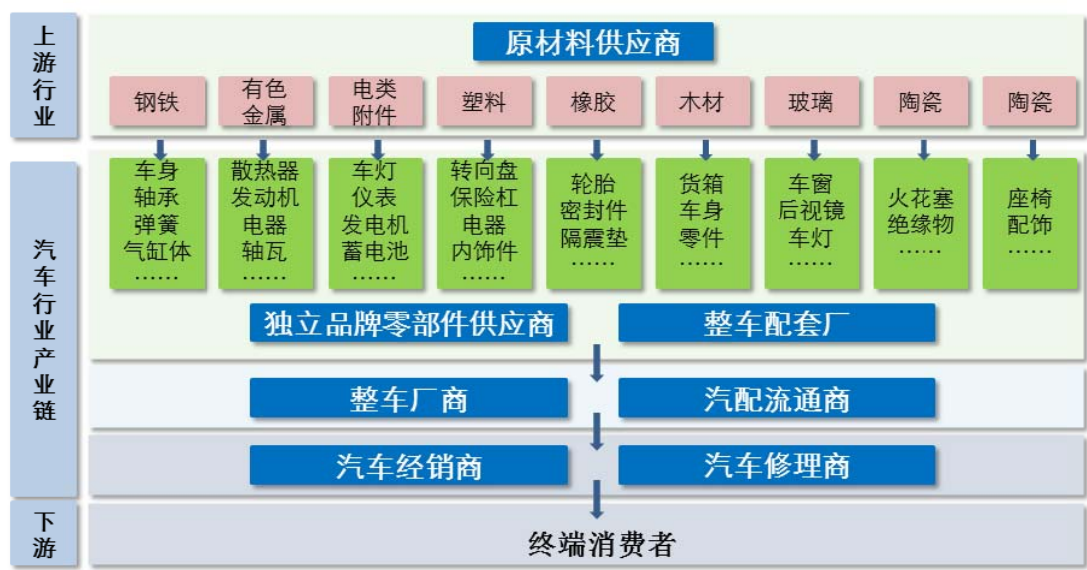 上游行业
原材料供应商
钢铁
有色
金属
电类
附件
塑料
橡胶
木材
玻璃
陶瓷
陶瓷
汽车行业产业链
车身
轴承
弹簧
气缸体
……
散热器
发动机
电器
轴瓦
……
车灯
仪表
发电机
蓄电池
……
转向盘
保险杠
电器
内饰件
……
轮胎
密封件
隔震垫
……
货箱
车身
零件
……
车窗
后视镜
车灯
……
火花塞
绝缘物
……
座椅
配饰
……
独立品牌零部件供应商
整车配套厂
整车厂商
汽配流通商
汽车经销商
汽车修理商
下游
终端消费者